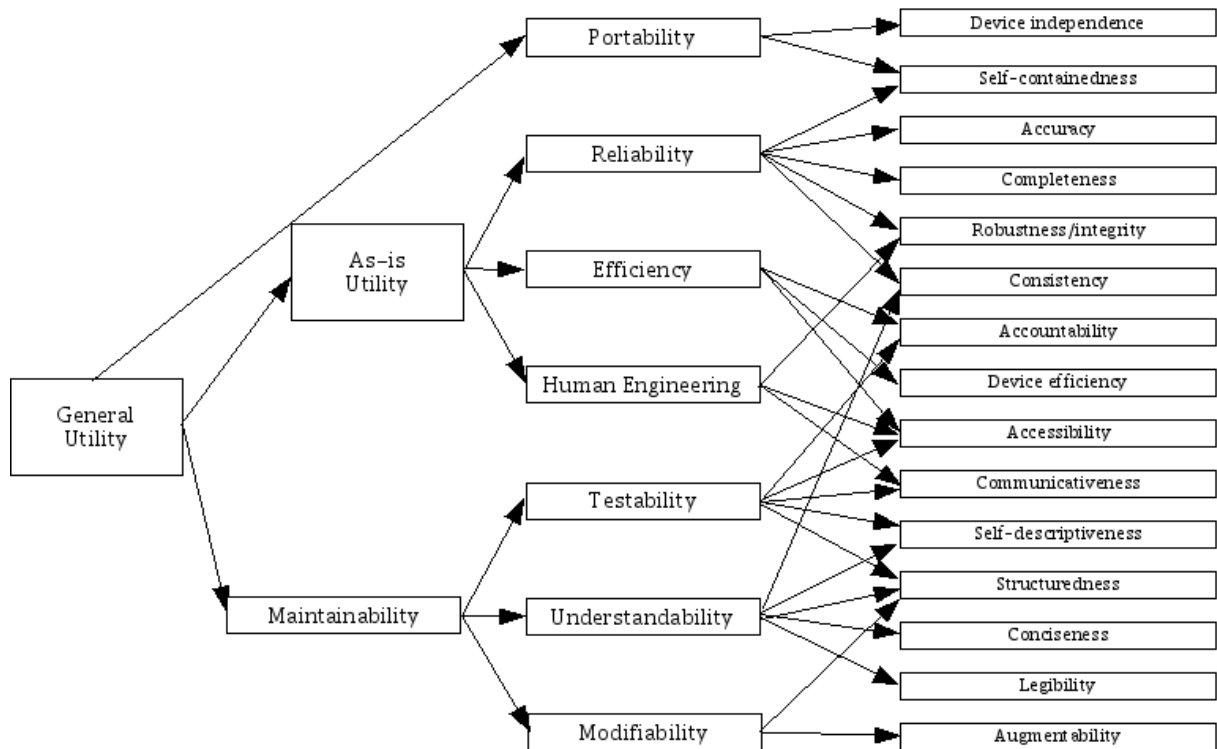 Portability
Device independence
Self-containedness
Reliability
Accuracy
Completeness
As-is
Utility
Efficiency
Robustness/integrity
Consistency
Accountability
General
Utility
Human Engineering
Device efficiency
Accessibility
Testability
Communicativeness
Self-descriptiveness
Maintainability
Understandability
Structuredness
Conciseness
Legibility
Modifiability
Augmentability